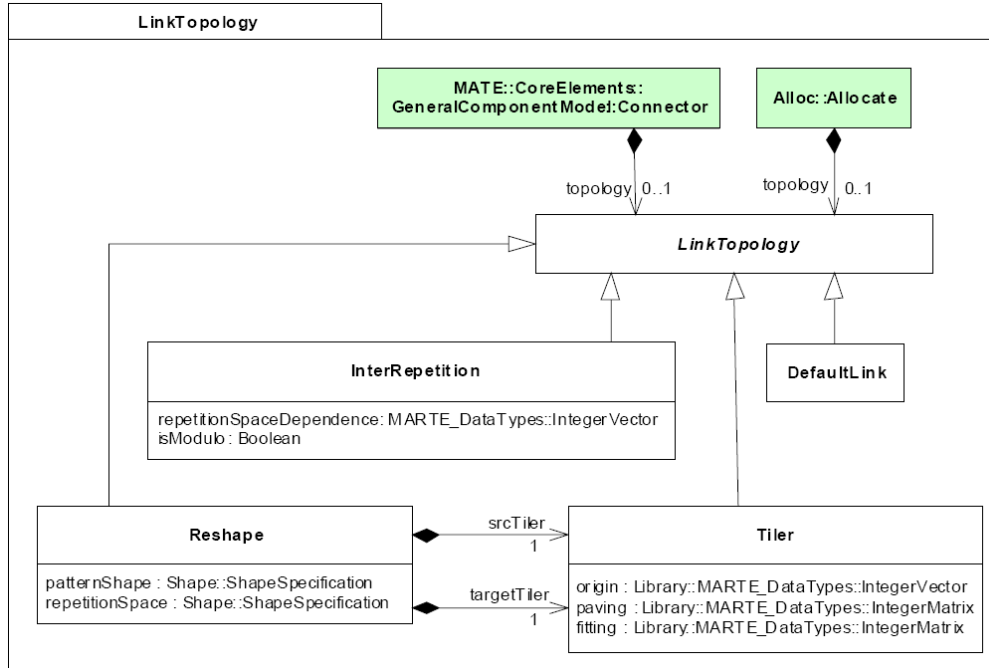 LinkTopology
MATE::CoreElements::
GeneralComponentModel::Connector
Alloc::Allocate
topology 0..1
topology 0..1
LinkTopology
InterRepetition
repetitionSpaceDependence: MARTE_DataTypes::IntegerVector
isModulo : Boolean
DefaultLink
Reshape
patternShape : Shape::ShapeSpecification
repetitionSpace : Shape::ShapeSpecification
srcTiler
1
targetTiler
1
Tiler
origin : Library::MARTE_DataTypes::IntegerVector
paving : Library::MARTE_DataTypes::IntegerMatrix
fitting : Library::MARTE_DataTypes::IntegerMatrix